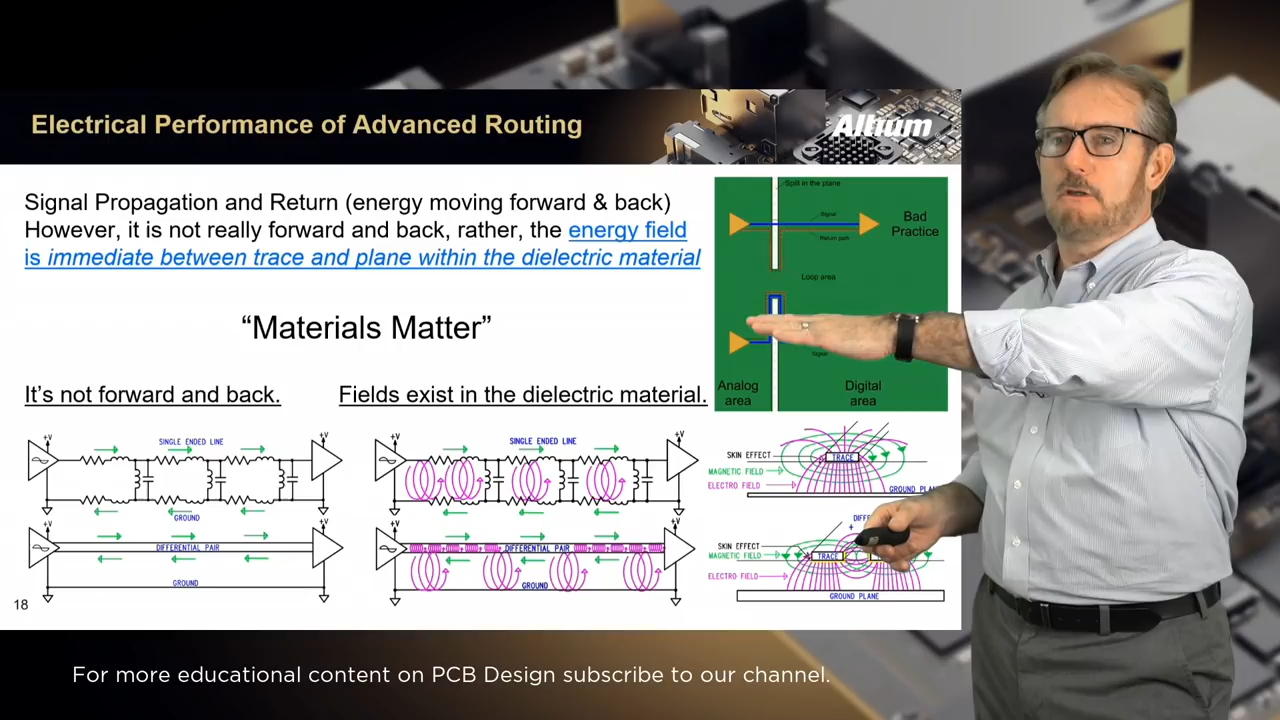 Electrical Performance of Advanced Routing
Altium
Signal Propagation and Return (energy moving forward & back)
However, it is not really forward and back, rather, the energy field
is immediate between trace and plane within the dielectric material
“Materials Matter”
It’s not forward and back.
Fields exist in the dielectric material.
Split in the plane
Signal
Return path
Bad
Practice
Loop area
Signal
Analog
area
Digital
area
+V
SINGLE ENDED LINE
+V
GROUND
+V
DIFFERENTIAL PAIR
+V
GROUND
+V
SINGLE ENDED LINE
+V
+V
DIFFERENTIAL PAIR
+V
GROUND
SKIN EFFECT
TRACE
MAGNETIC FIELD
ELECTRO FIELD
GROUND PLAN
DIFFE
+
SKIN EFFECT
MAGNETIC FIELD
TRACE
ELECTRO FIELD
GROUND PLANE
18
For more educational content on PCB Design subscribe to our channel.